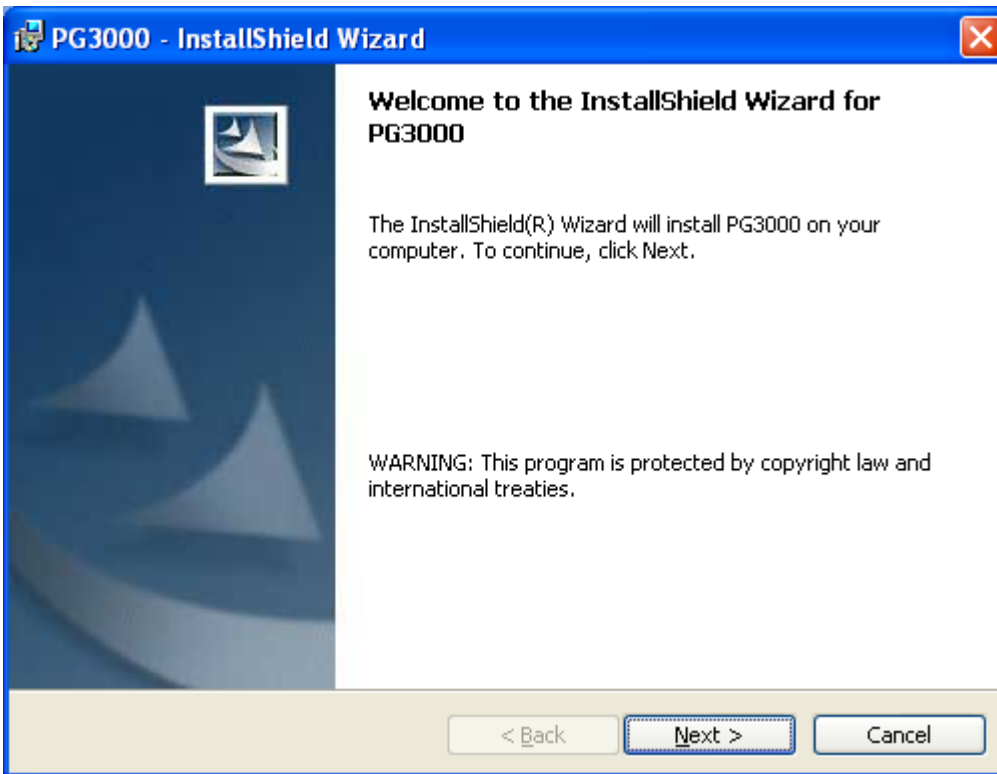 PG3000 - InstallShield Wizard
Welcome to the InstallShield Wizard for
PG3000
The InstallShield(R) Wizard will install PG3000 on your
computer. To continue, click Next.
WARNING: This program is protected by copyright law and
international treaties.
< Back
Next >
Cancel